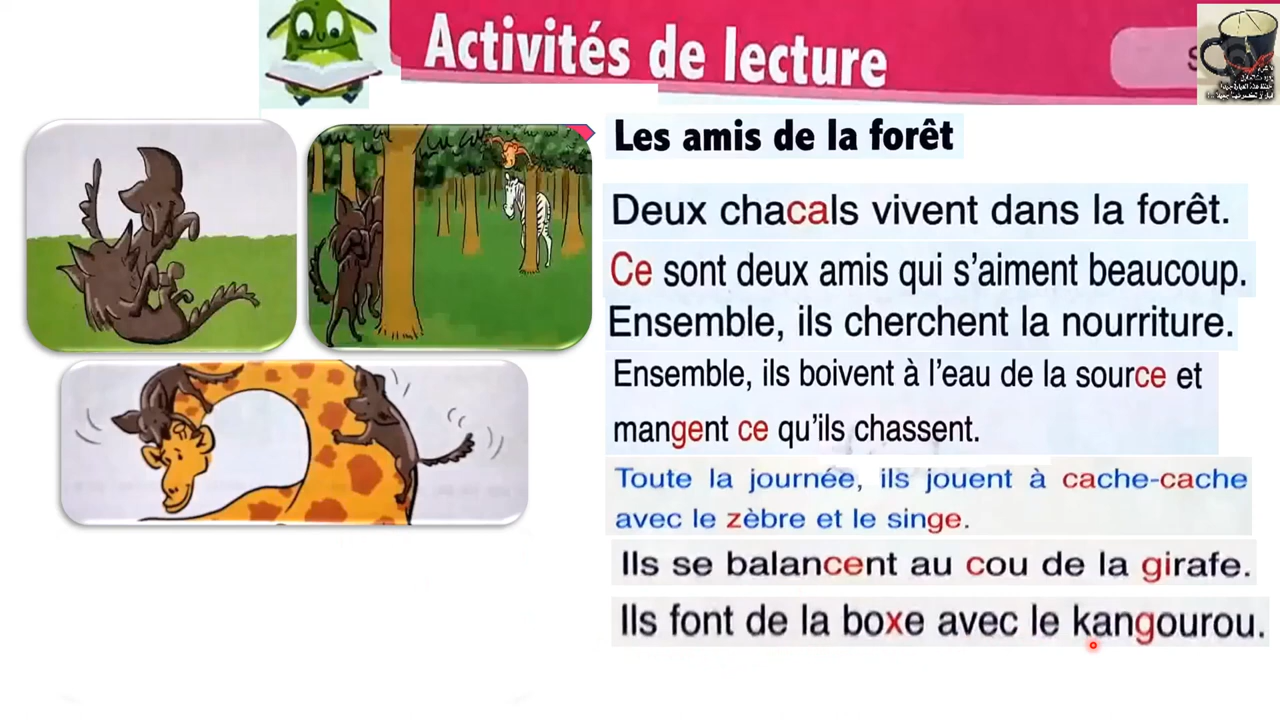 Activités de lecture
Les amis de la forêt
Deux chacals vivent dans la forêt.
Ce sont deux amis qui s'aiment beaucoup.
Ensemble, ils cherchent la nourriture.
Ensemble, ils boivent à l'eau de la source et
mangent ce qu'ils chassent.
Toute la journée, ils jouent à cache-cache
avec le zèbre et le singe.
Ils se balancent au cou de la girafe.
Ils font de la boxe avec le kangourou.